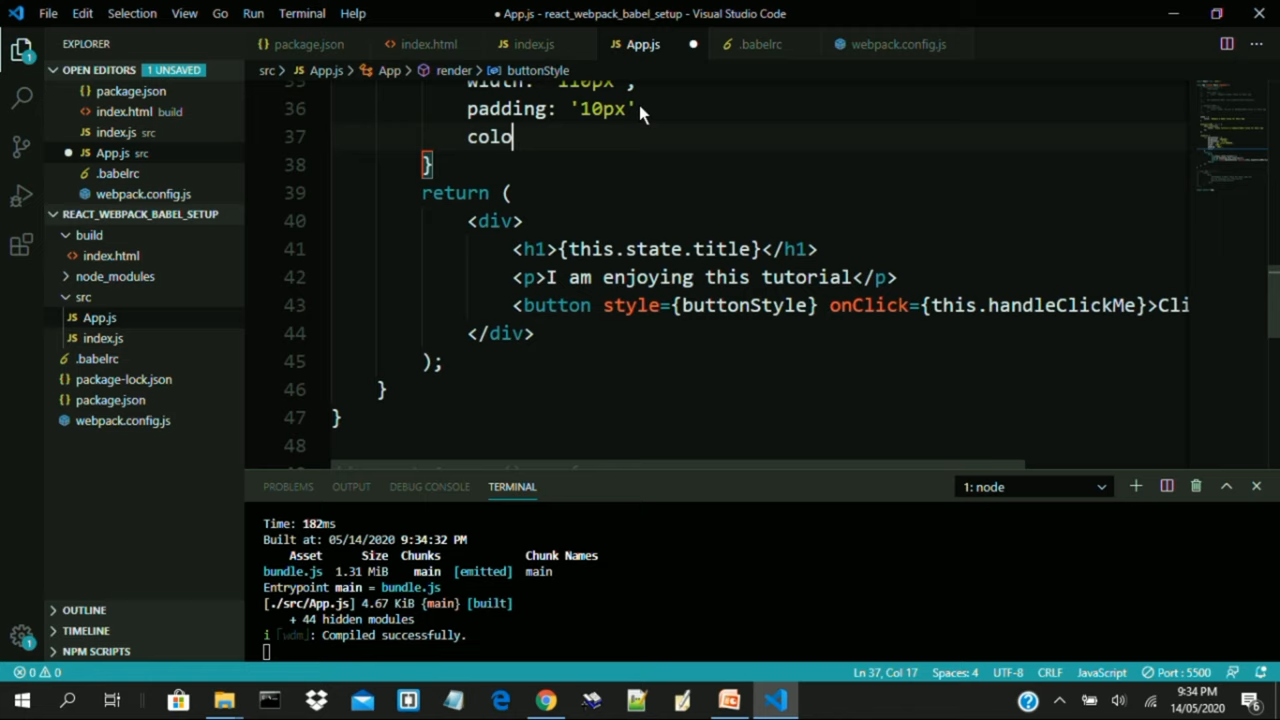 File Edit Selection View Go Run Terminal Help
● App.js - react_webpack_babel_setup - Visual Studio Code
EXPLORER
package.json index.html index.js App.js .babelrc webpack.config.js
OPEN EDITORS 1 UNSAVED
src > App.js > App > render > buttonStyle
package.json
index.html build
index.js src
App.js src
.babelrc
webpack.config.js
REACT_WEBPACK_BABEL_SETUP
build
index.html
node_modules
src
App.js
index.js
.babelrc
package-lock.json
package.json
webpack.config.js
OUTLINE
TIMELINE
NPM SCRIPTS
35 width: '110px',
36 padding: '10px'
37 colo
38 }
39 return (
40 <div>
41 <h1>{this.state.title}</h1>
42 <p>I am enjoying this tutorial</p>
43 <button style={buttonStyle} onClick={this.handleClickMe}>Cli
44 </div>
45 );
46 }
47 }
48
PROBLEMS OUTPUT DEBUG CONSOLE TERMINAL 1: node
Time: 182ms
Built at: 05/14/2020 9:34:32 PM
Asset Size Chunks Chunk Names
bundle.js 1.31 MiB main [emitted] main
Entrypoint main = bundle.js
[./src/App.js] 4.67 KiB {main} [built]
+ 44 hidden modules
i ｢wdm｣: Compiled successfully.
0 0 Ln 37, Col 17 Spaces: 4 UTF-8 CRLF JavaScript Port : 5500
9:34 PM
14/05/2020
6